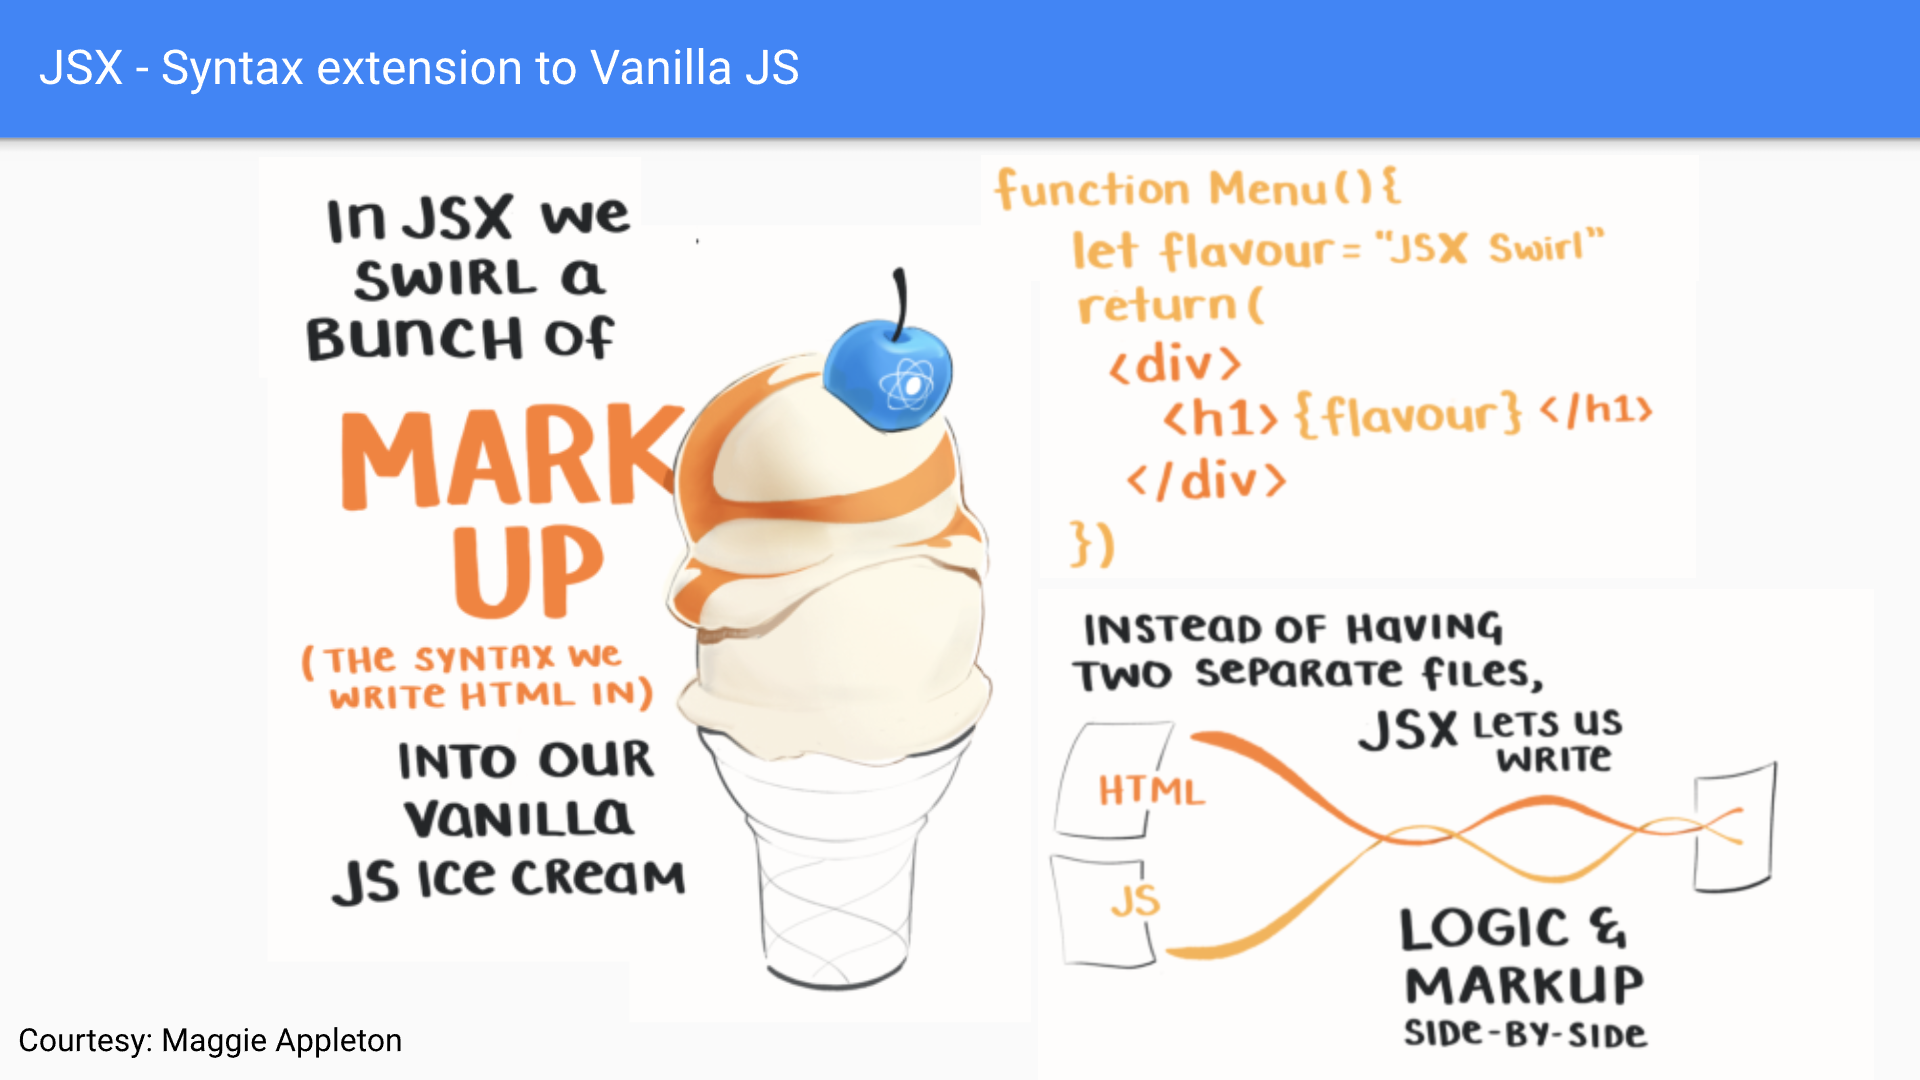 JSX - Syntax extension to Vanilla JS
In JSX we
SWIRL a
BUNCH of
MARK
UP
(THe SYNTAX We
WRITe HTML IN)
INTO OUR
VaNILLa
JS Ice CReaM
function Menu(){
let flavour = "JSX Swirl"
return (
<div>
<h1> {flavour} </h1>
</div>
})
INSTeaD OF HaVING
TWO SePaRaTe fILes,
JSX LeTS US
WRITe
HTML
JS
LOGIC &
MARKUP
SIDe-BY-SIDe
Courtesy: Maggie Appleton